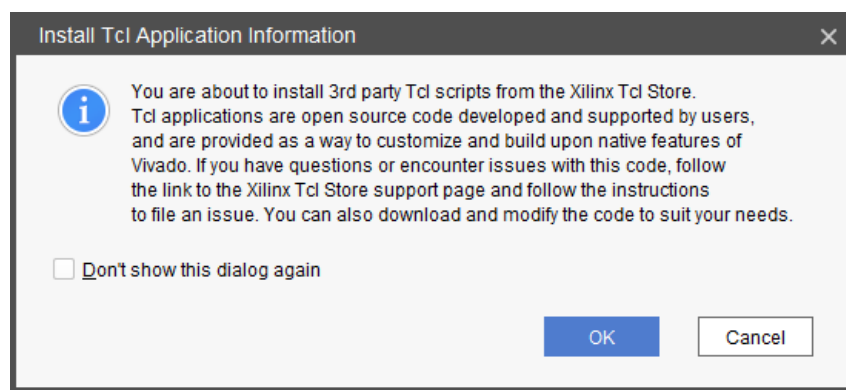 Install Tcl Application Information
You are about to install 3rd party Tcl scripts from the Xilinx Tcl Store.
Tcl applications are open source code developed and supported by users,
and are provided as a way to customize and build upon native features of
Vivado. If you have questions or encounter issues with this code, follow
the link to the Xilinx Tcl Store support page and follow the instructions
to file an issue. You can also download and modify the code to suit your needs.
Don't show this dialog again
OK
Cancel